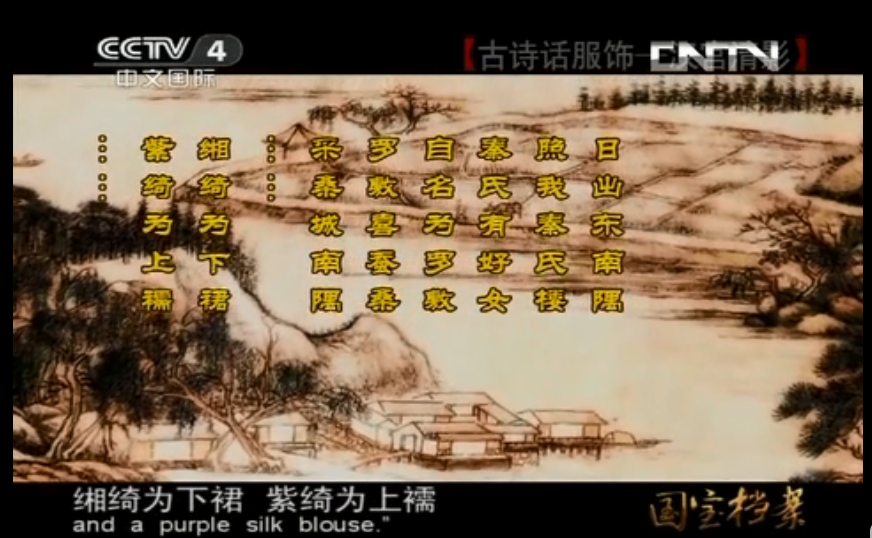 CCTV 4
中文国际
【古诗话服饰
CNTV
日出东南隅
照我秦氏楼
秦氏有好女
自名为罗敷
罗敷喜蚕桑
采桑城南隅
……
缃绮为下裙
紫绮为上襦
……
缃绮为下裙 紫绮为上襦
and a purple silk blouse."
国宝档案